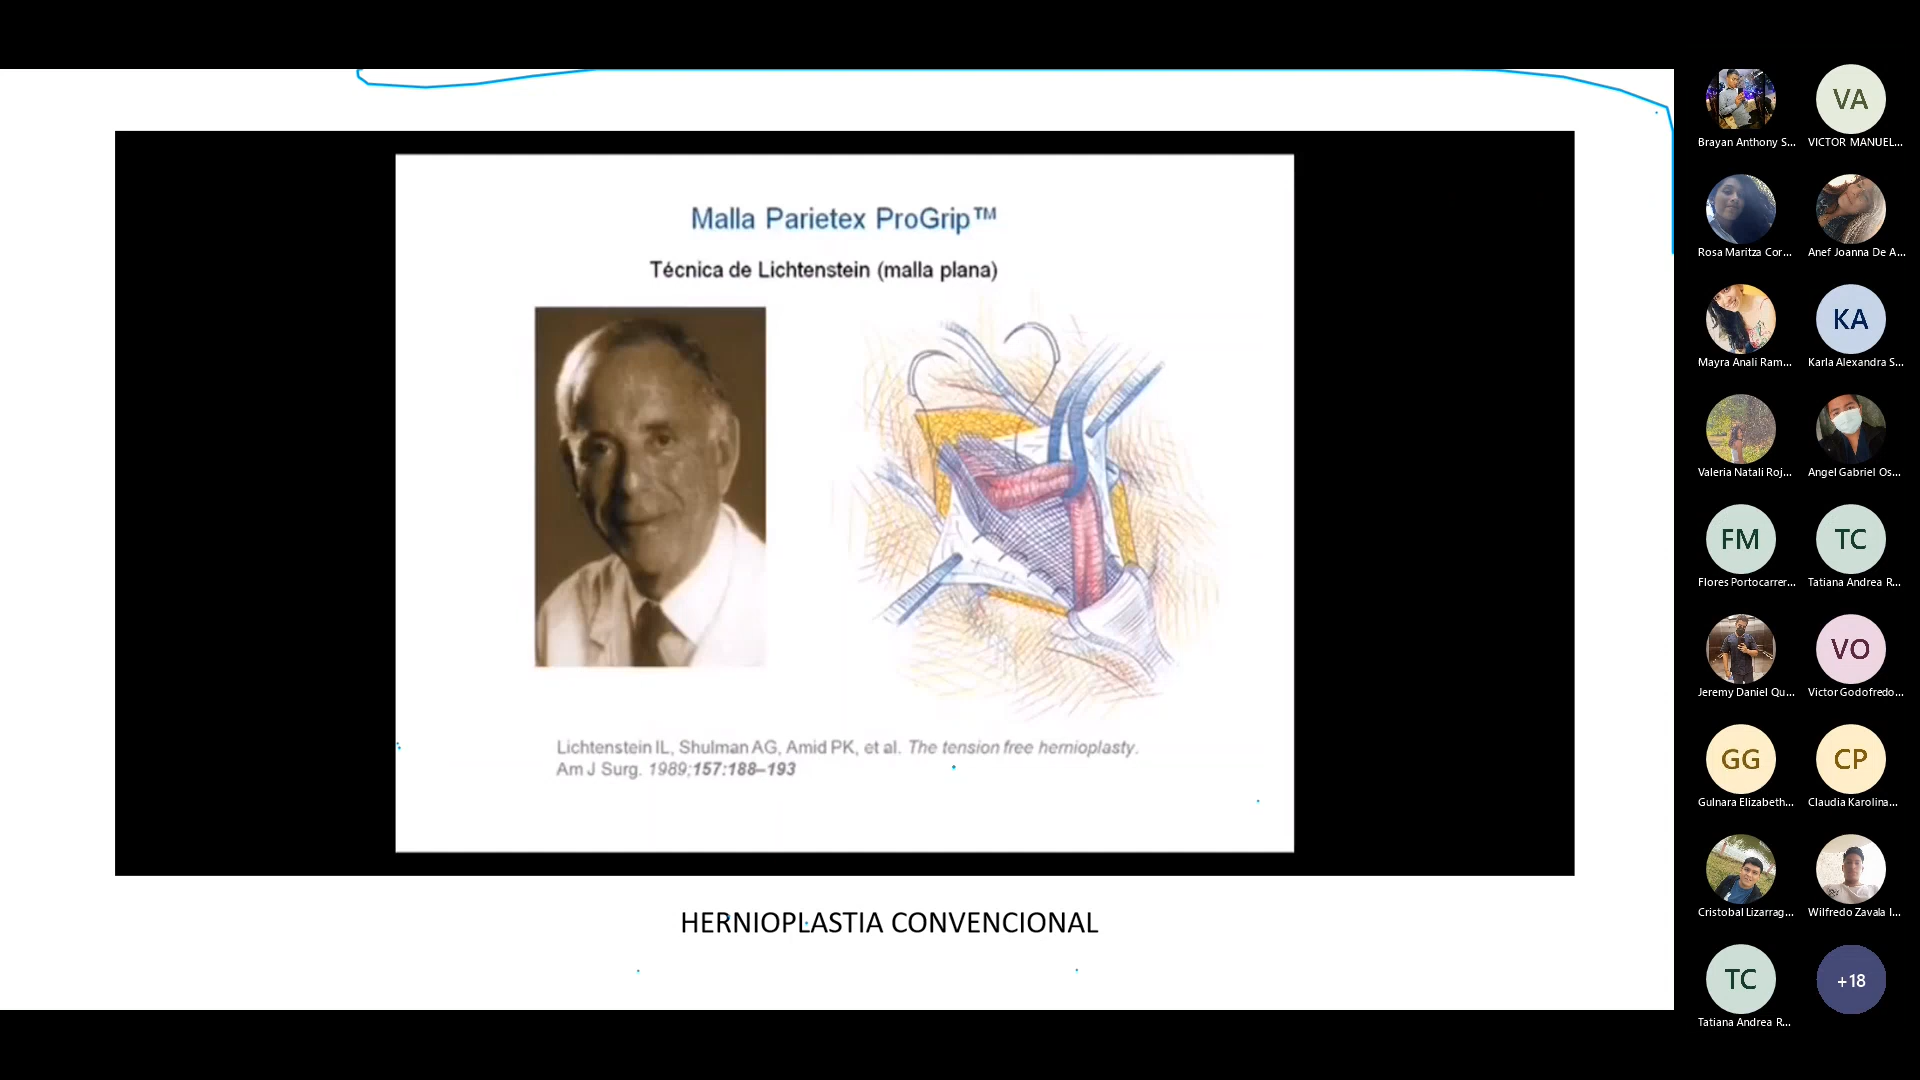 Malla Parietex ProGrip™
Técnica de Lichtenstein (malla plana)
Lichtenstein IL, Shulman AG, Amid PK, et al. The tension free hernioplasty.
Am J Surg. 1989;157:188–193
HERNIOPLASTIA CONVENCIONAL
Brayan Anthony S...
VA
VICTOR MANUEL...
Rosa Maritza Cor...
Anef Joanna De A...
Mayra Anali Ram...
KA
Karla Alexandra S...
Valeria Natali Roj...
Angel Gabriel Os...
FM
Flores Portocarrer...
TC
Tatiana Andrea R...
Jeremy Daniel Qu...
VO
Victor Godofredo...
GG
Gulnara Elizabeth...
CP
Claudia Karolina...
Cristobal Lizarrag...
Wilfredo Zavala I...
TC
Tatiana Andrea R...
+18